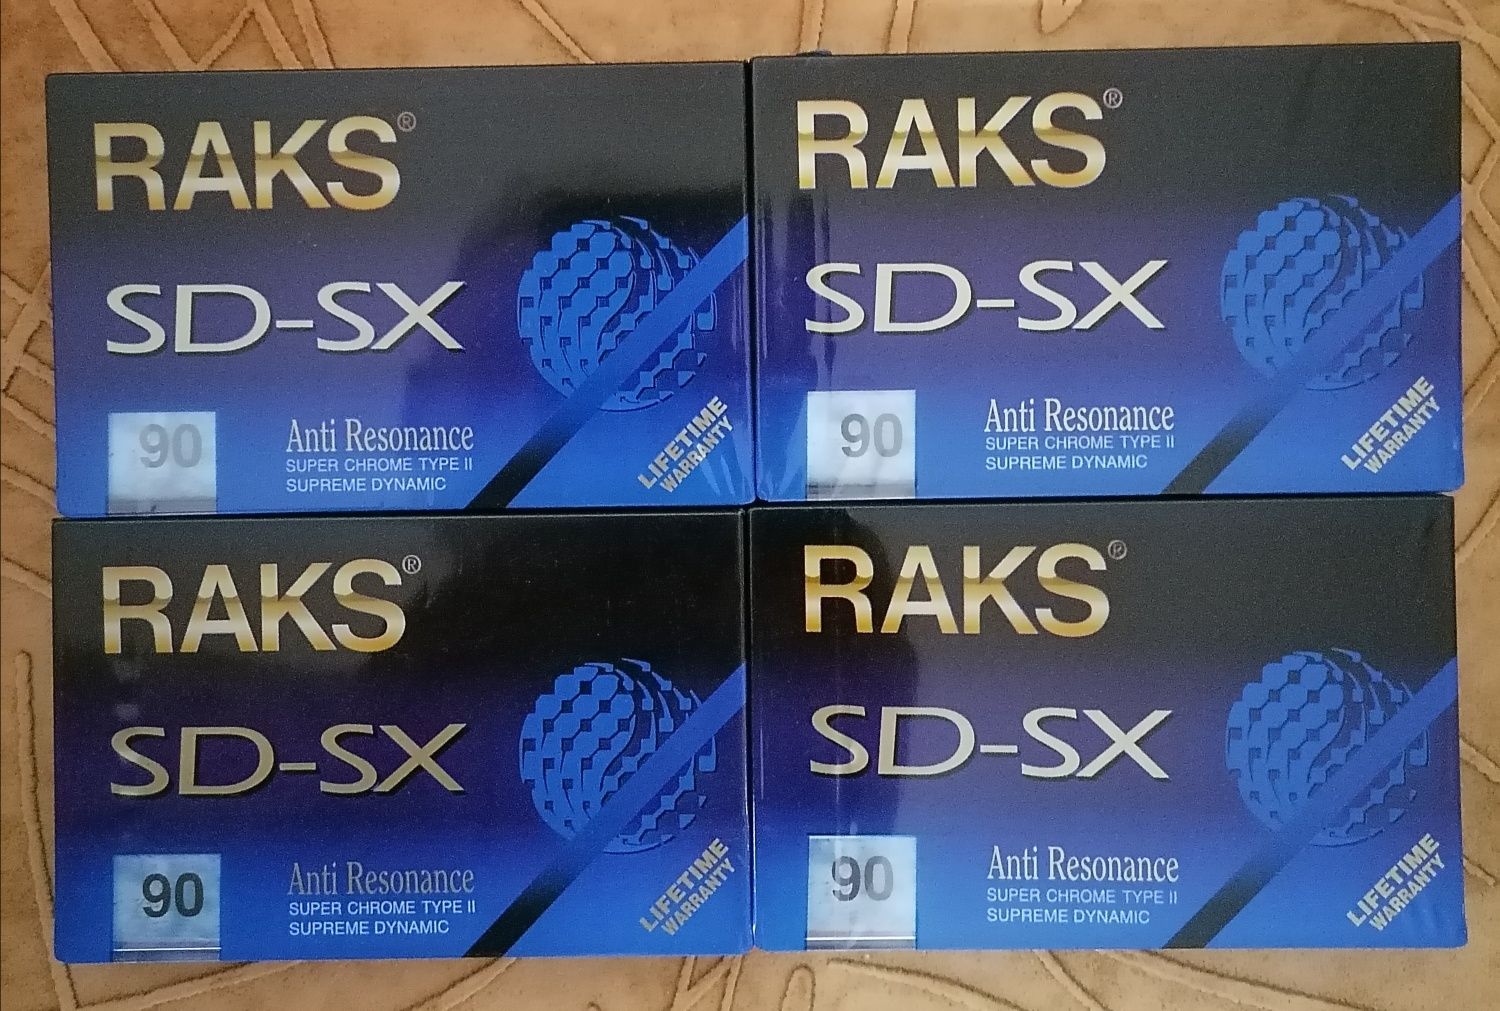 RAKS®
SD-SX
90
Anti Resonance
SUPER CHROME TYPE II
SUPREME DYNAMIC
LIFETIME
WARRANTY
RAKS®
SD-SX
90
Anti Resonance
SUPER CHROME TYPE II
SUPREME DYNAMIC
LIFETIME
WARRANTY
RAKS®
SD-SX
90
Anti Resonance
SUPER CHROME TYPE II
SUPREME DYNAMIC
LIFETIME
WARRANTY
RAKS®
SD-SX
90
Anti Resonance
SUPER CHROME TYPE II
SUPREME DYNAMIC
LIFETIME
WARRANTY